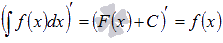 (∫ f(x)dx)′ = (F(x)+C)′ = f(x)